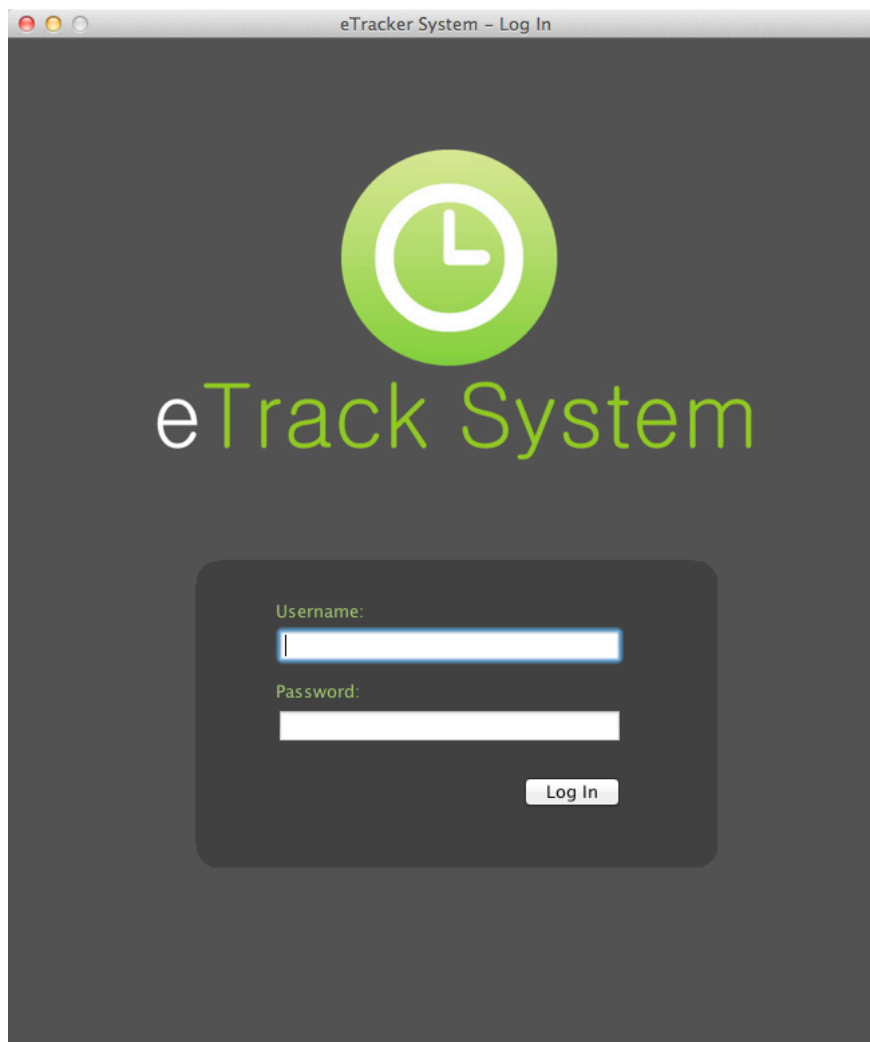 eTracker System – Log In
eTrack System
Username:
Password:
Log In